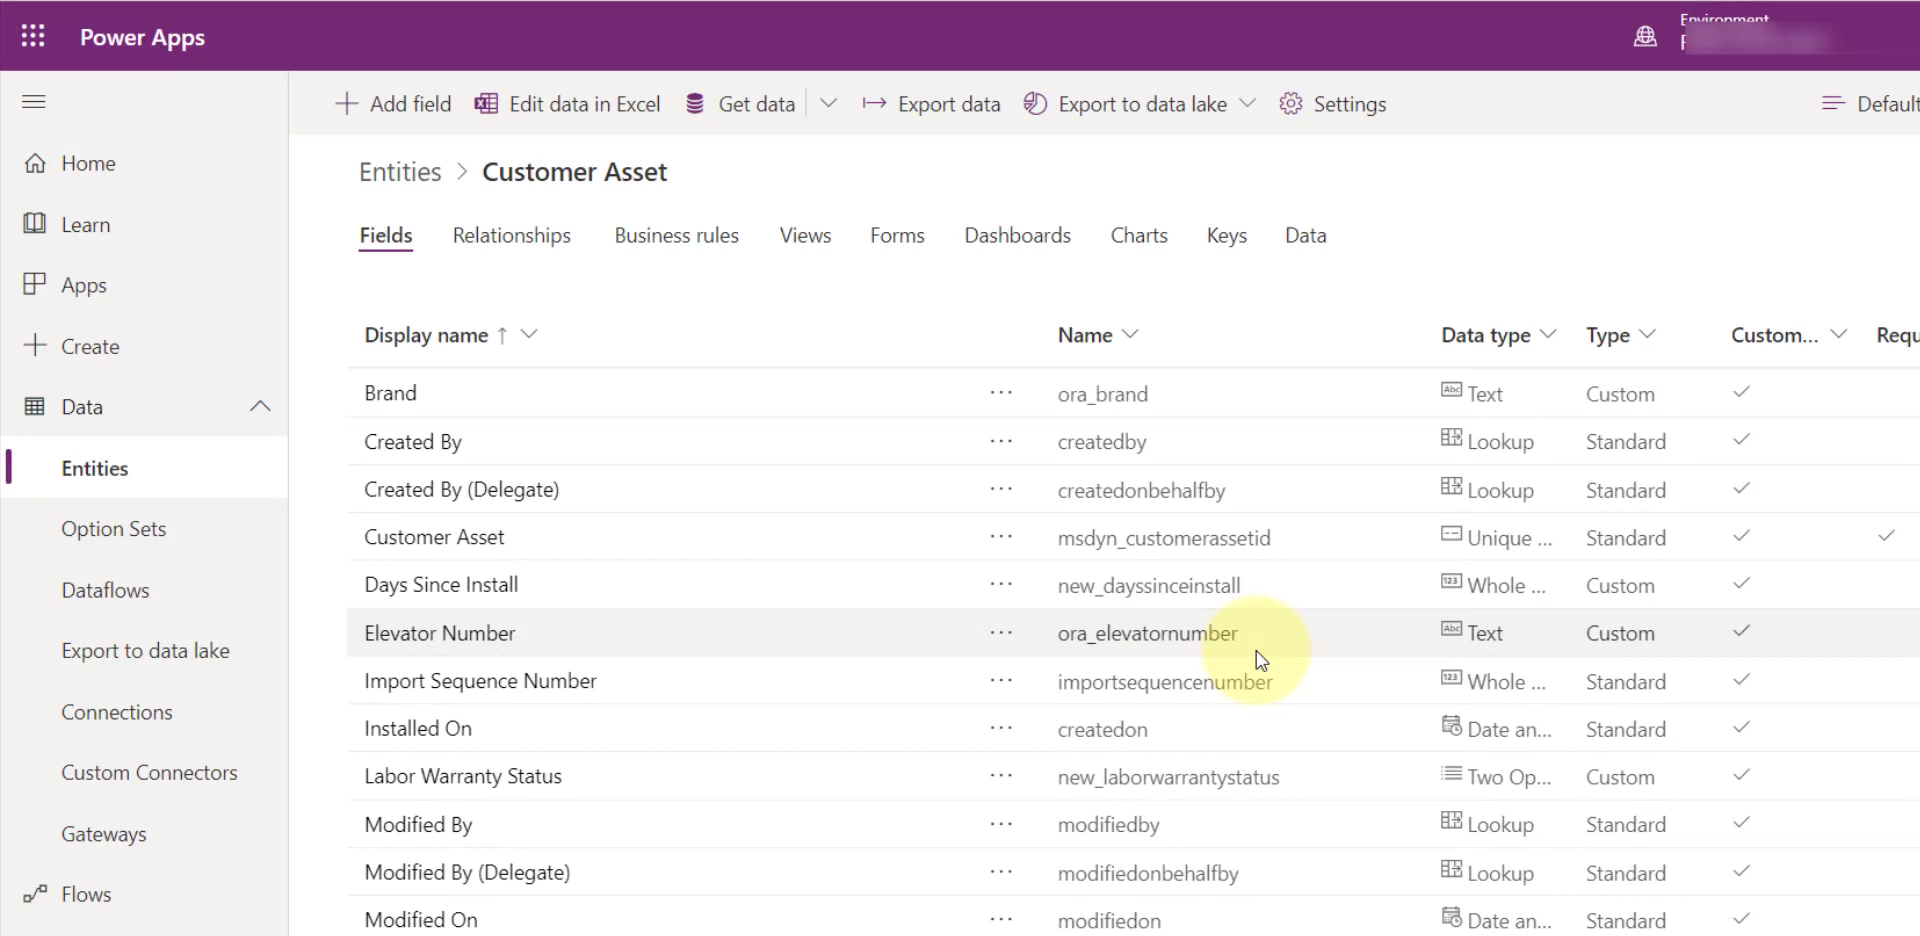 Power Apps
Environment
Add field
Edit data in Excel
Get data
Export data
Export to data lake
Settings
Default
Home
Learn
Apps
Create
Data
Entities
Option Sets
Dataflows
Export to data lake
Connections
Custom Connectors
Gateways
Flows
Entities > Customer Asset
Fields Relationships Business rules Views Forms Dashboards Charts Keys Data
Display name ↑ Name Data type Type Custom... Requ
Brand ... ora_brand Abc Text Custom
Created By ... createdby Lookup Standard
Created By (Delegate) ... createdonbehalfby Lookup Standard
Customer Asset ... msdyn_customerassetid Unique ... Standard
Days Since Install ... new_dayssinceinstall 123 Whole ... Custom
Elevator Number ... ora_elevatornumber Abc Text Custom
Import Sequence Number ... importsequencenumber 123 Whole ... Standard
Installed On ... createdon Date an... Standard
Labor Warranty Status ... new_laborwarrantystatus Two Op... Custom
Modified By ... modifiedby Lookup Standard
Modified By (Delegate) ... modifiedonbehalfby Lookup Standard
Modified On ... modifiedon Date an... Standard